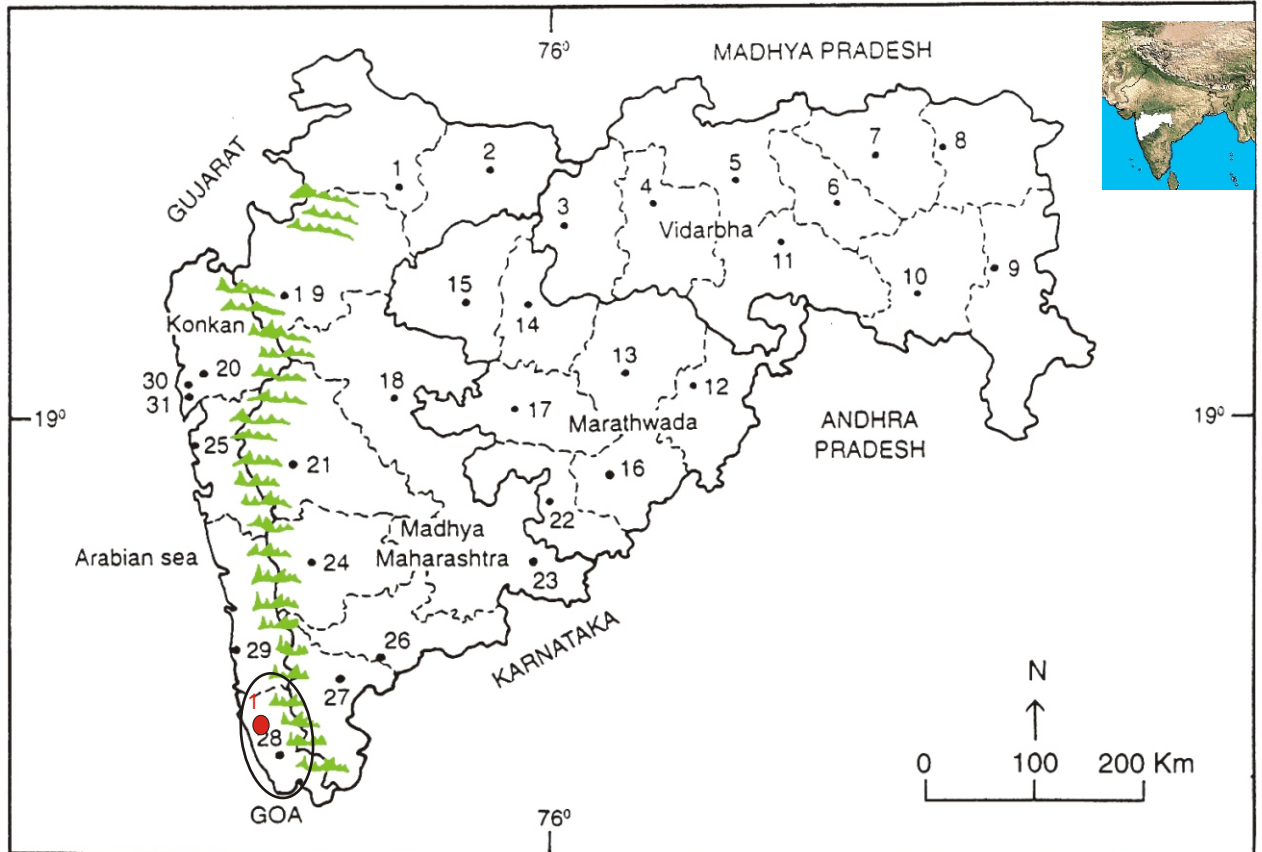 76⁰
MADHYA PRADESH
GUJARAT
1
2
3
4
5
6
7
8
Vidarbha
9
10
11
15
14
1 9
Konkan
13
12
30
20
31
18
17
Marathwada
19⁰
19⁰
ANDHRA
PRADESH
25
21
16
22
Madhya
Maharashtra
Arabian sea
24
23
KARNATAKA
29
26
27
1
28
GOA
N
0 100 200 Km
76⁰